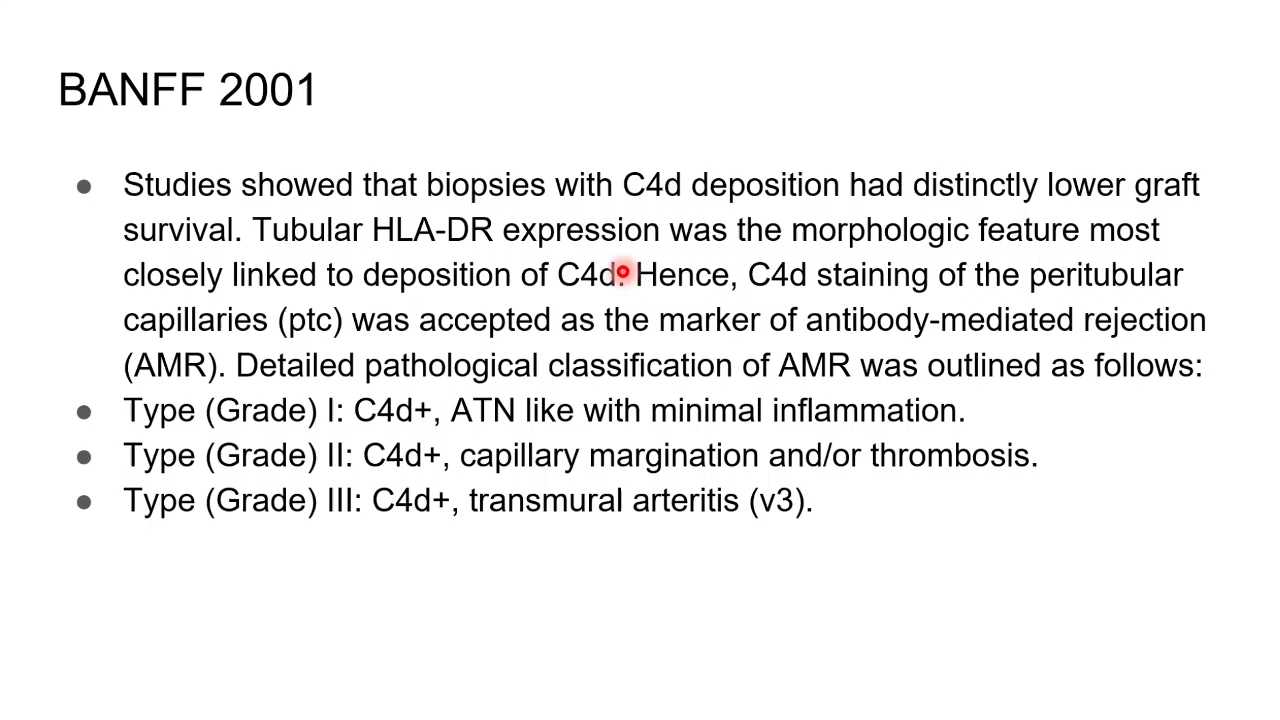 BANFF 2001
● Studies showed that biopsies with C4d deposition had distinctly lower graft
survival. Tubular HLA-DR expression was the morphologic feature most
closely linked to deposition of C4d. Hence, C4d staining of the peritubular
capillaries (ptc) was accepted as the marker of antibody-mediated rejection
(AMR). Detailed pathological classification of AMR was outlined as follows:
● Type (Grade) I: C4d+, ATN like with minimal inflammation.
● Type (Grade) II: C4d+, capillary margination and/or thrombosis.
● Type (Grade) III: C4d+, transmural arteritis (v3).